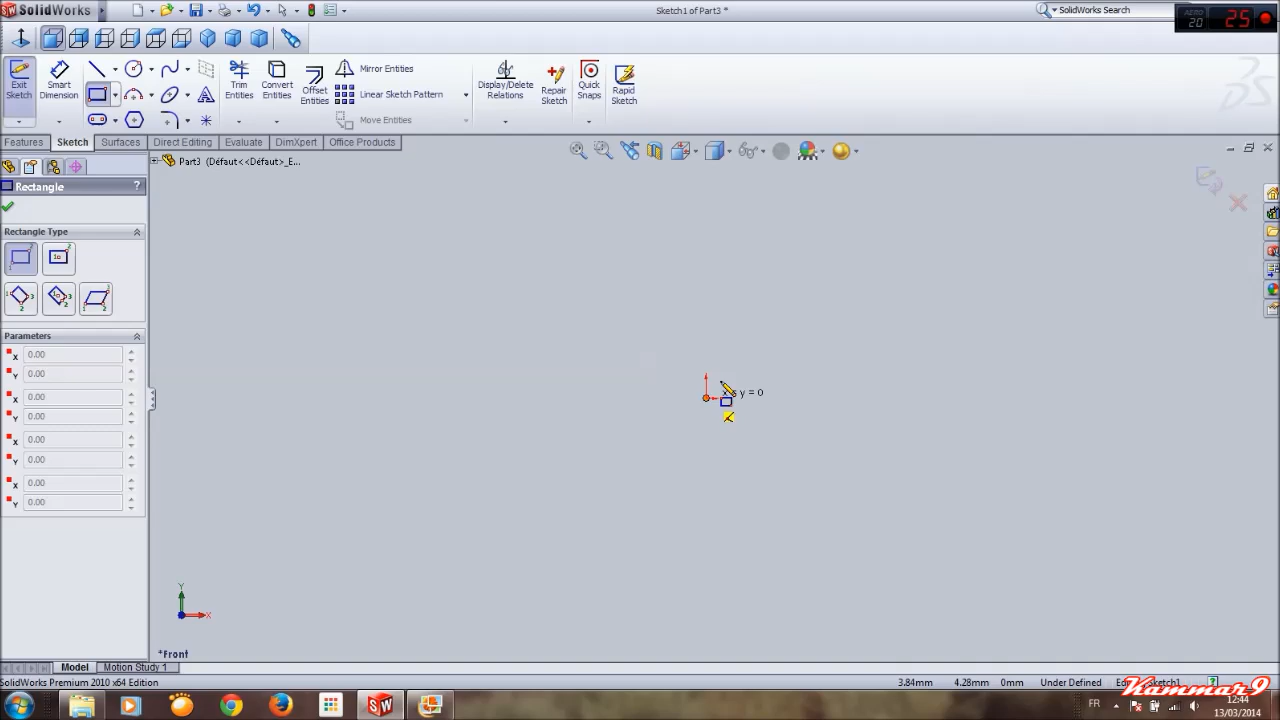 SolidWorks
Sketch1 of Part3 *
SolidWorks Search
AERO
20
25
Exit
Sketch
Smart
Dimension
Trim
Entities
Convert
Entities
Offset
Entities
Mirror Entities
Linear Sketch Pattern
Move Entities
Display/Delete
Relations
Repair
Sketch
Quick
Snaps
Rapid
Sketch
Features
Sketch
Surfaces
Direct Editing
Evaluate
DimXpert
Office Products
Part3 (Défaut<<Défaut>_E...
Rectangle
?
Rectangle Type
Parameters
X 0.00
Y 0.00
X 0.00
Y 0.00
X 0.00
Y 0.00
X 0.00
Y 0.00
y = 0
Y
X
*Front
Model
Motion Study 1
SolidWorks Premium 2010 x64 Edition
3.84mm
4.28mm
0mm
Under Defined
Kammar9
FR
12:44
13/03/2014